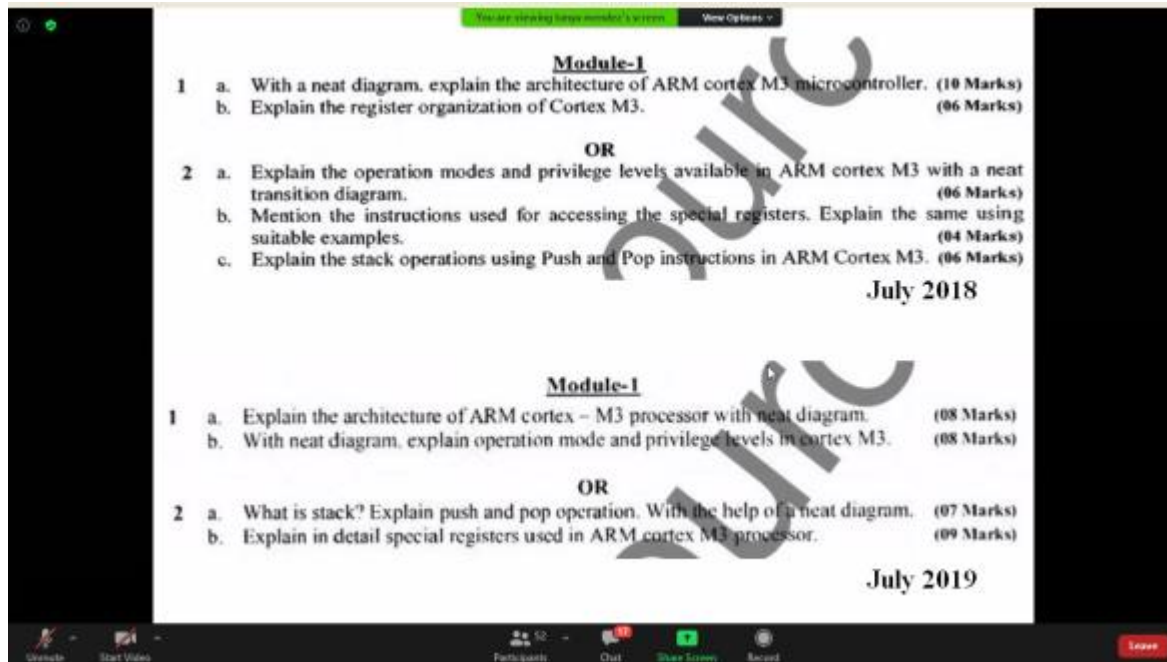 You are viewing tanya mendez's screen View Options
Module-1
1 a. With a neat diagram, explain the architecture of ARM cortex M3 microcontroller. (10 Marks)
b. Explain the register organization of Cortex M3. (06 Marks)
OR
2 a. Explain the operation modes and privilege levels available in ARM cortex M3 with a neat
transition diagram. (06 Marks)
b. Mention the instructions used for accessing the special registers. Explain the same using
suitable examples. (04 Marks)
c. Explain the stack operations using Push and Pop instructions in ARM Cortex M3. (06 Marks)
July 2018
Module-1
1 a. Explain the architecture of ARM cortex – M3 processor with neat diagram. (08 Marks)
b. With neat diagram, explain operation mode and privilege levels in cortex M3. (08 Marks)
OR
2 a. What is stack? Explain push and pop operation. With the help of a neat diagram. (07 Marks)
b. Explain in detail special registers used in ARM cortex M3 processor. (09 Marks)
July 2019
ourc
ourc
52 17
Unmute Start Video Participants Chat Share Screen Record Leave